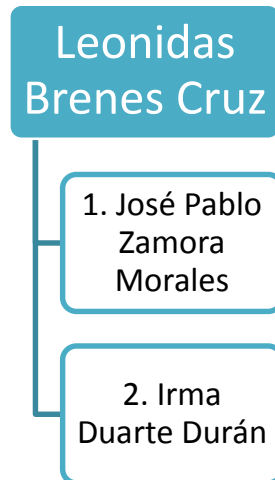 Leonidas
Brenes Cruz
1. José Pablo
Zamora
Morales
2. Irma
Duarte Durán